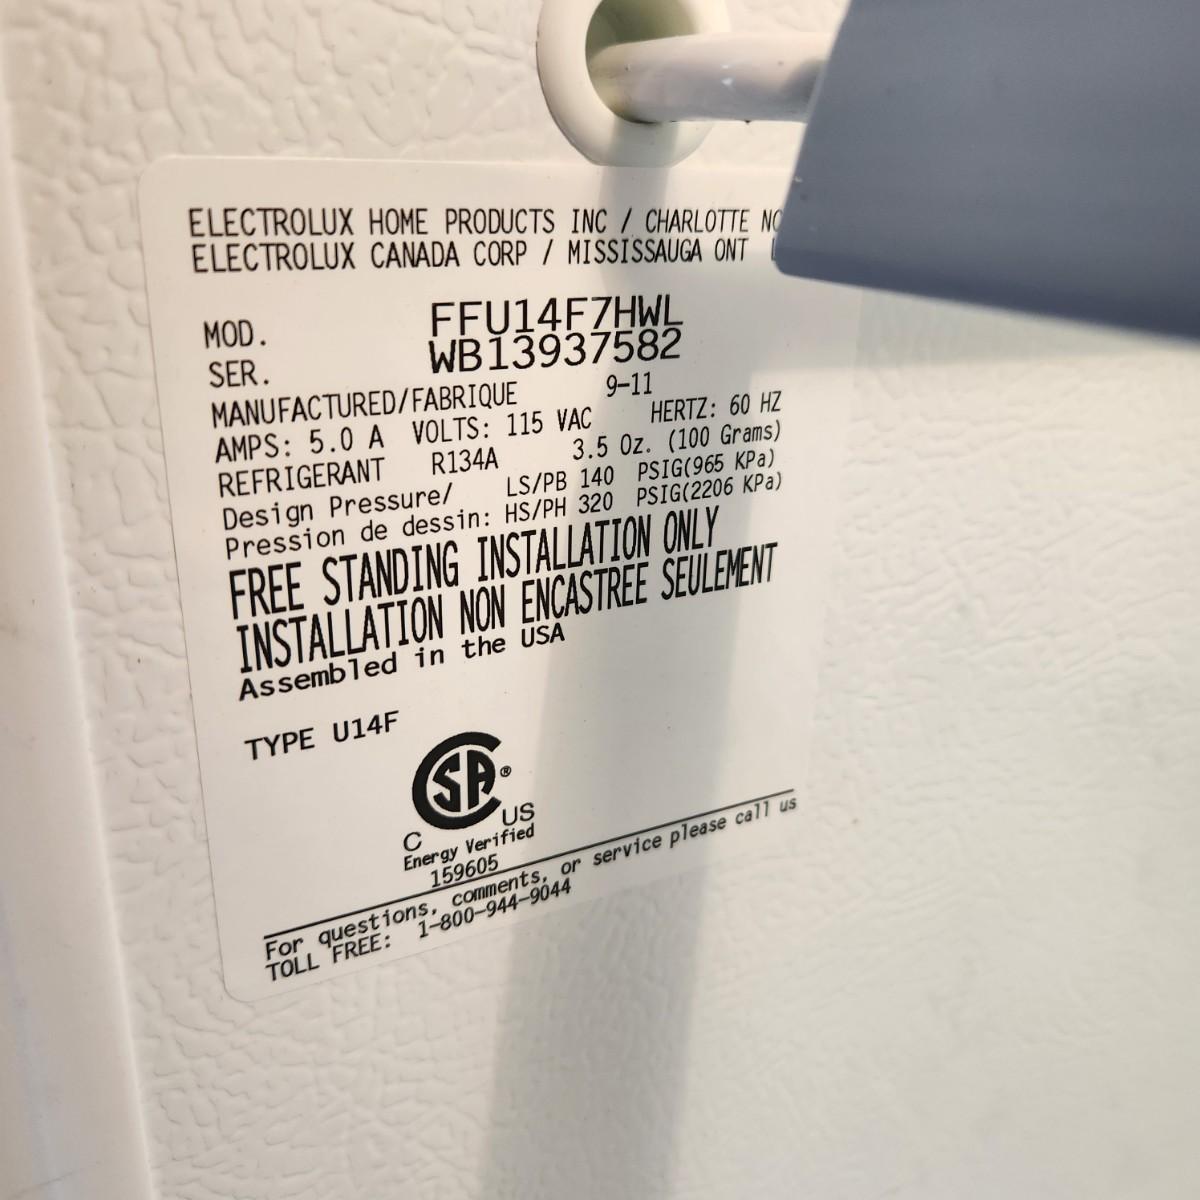 ELECTROLUX HOME PRODUCTS INC / CHARLOTTE NC
ELECTROLUX CANADA CORP / MISSISSAUGA ONT
MOD. FFU14F7HWL
SER. WB13937582
MANUFACTURED/FABRIQUE 9-11
AMPS: 5.0 A VOLTS: 115 VAC HERTZ: 60 HZ
REFRIGERANT R134A 3.5 Oz. (100 Grams)
Design Pressure/ LS/PB 140 PSIG(965 KPa)
Pression de dessin: HS/PH 320 PSIG(2206 KPa)
FREE STANDING INSTALLATION ONLY
INSTALLATION NON ENCASTREE SEULEMENT
Assembled in the USA
TYPE U14F
CSA®
C US
Energy Verified
159605
For questions, comments, or service please call us
TOLL FREE: 1-800-944-9044